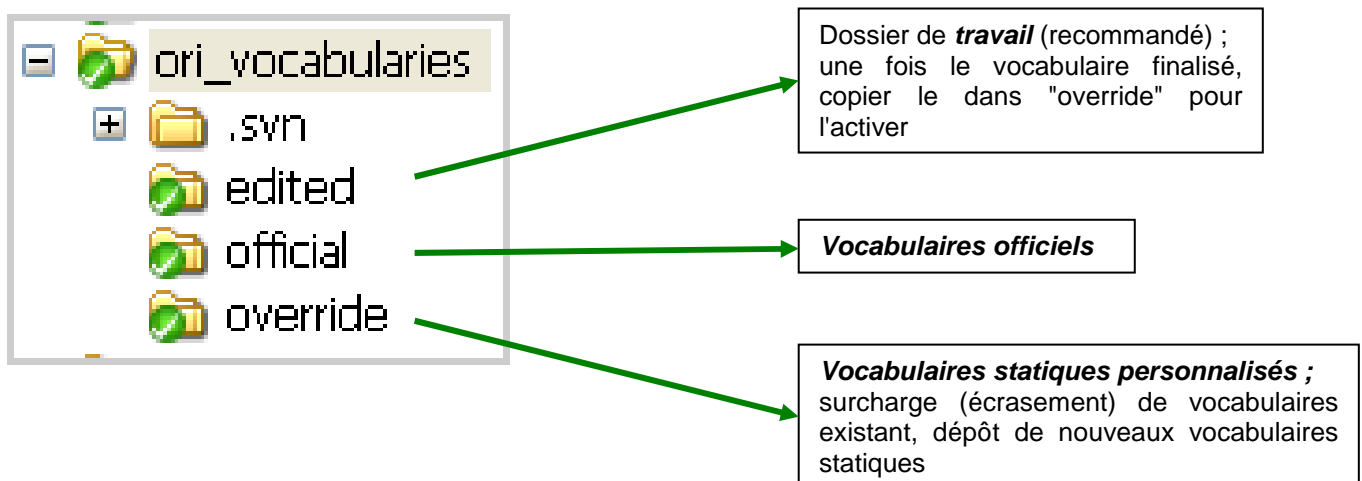 ori_vocabularies
.svn
edited
official
override
Dossier de travail (recommandé) ;
une fois le vocabulaire finalisé,
copier le dans "override" pour
l'activer
Vocabulaires officiels
Vocabulaires statiques personnalisés ;
surcharge (écrasement) de vocabulaires
existant, dépôt de nouveaux vocabulaires
statiques